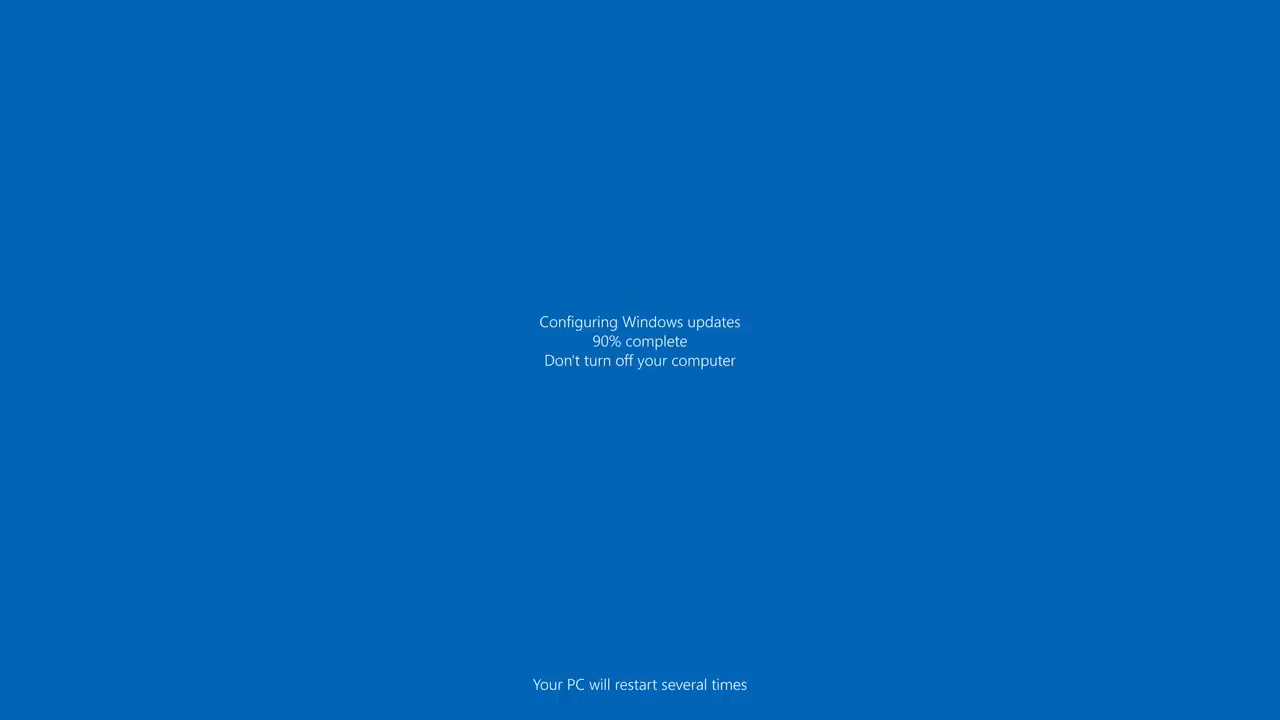 Configuring Windows updates
90% complete
Don't turn off your computer
Your PC will restart several times